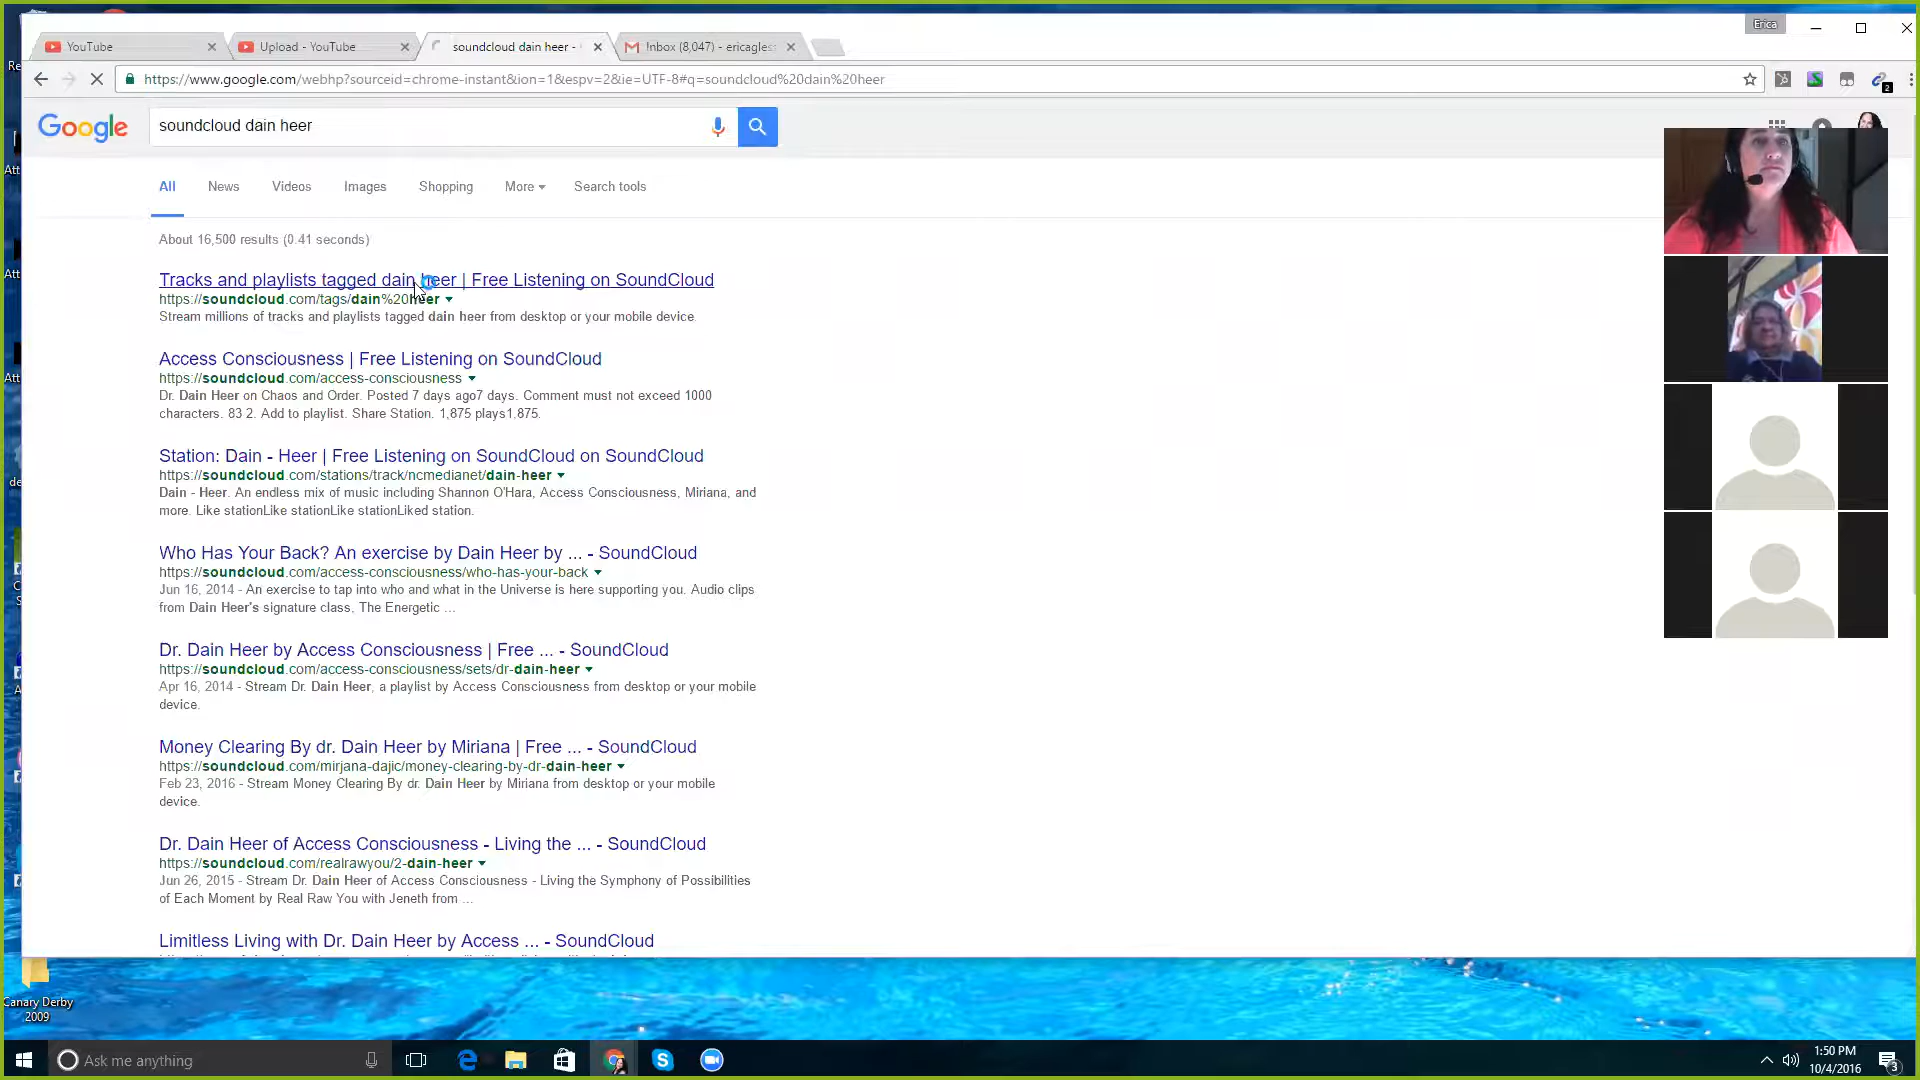 Erica
YouTube
Upload - YouTube
soundcloud dain heer -
Inbox (8,047) - ericagles
https://www.google.com/webhp?sourceid=chrome-instant&ion=1&espv=2&ie=UTF-8#q=soundcloud%20dain%20heer
2
Google
soundcloud dain heer
All
News
Videos
Images
Shopping
More
Search tools
About 16,500 results (0.41 seconds)
Tracks and playlists tagged dain heer | Free Listening on SoundCloud
https://soundcloud.com/tags/dain%20heer
Stream millions of tracks and playlists tagged dain heer from desktop or your mobile device.
Access Consciousness | Free Listening on SoundCloud
https://soundcloud.com/access-consciousness
Dr. Dain Heer on Chaos and Order. Posted 7 days ago7 days. Comment must not exceed 1000
characters. 83 2. Add to playlist. Share Station. 1,875 plays1,875.
Station: Dain - Heer | Free Listening on SoundCloud on SoundCloud
https://soundcloud.com/stations/track/ncmedianet/dain-heer
Dain - Heer. An endless mix of music including Shannon O'Hara, Access Consciousness, Miriana, and
more. Like stationLike stationLike stationLiked station.
Who Has Your Back? An exercise by Dain Heer by ... - SoundCloud
https://soundcloud.com/access-consciousness/who-has-your-back
Jun 16, 2014 - An exercise to tap into who and what in the Universe is here supporting you. Audio clips
from Dain Heer's signature class, The Energetic ...
Dr. Dain Heer by Access Consciousness | Free ... - SoundCloud
https://soundcloud.com/access-consciousness/sets/dr-dain-heer
Apr 16, 2014 - Stream Dr. Dain Heer, a playlist by Access Consciousness from desktop or your mobile
device.
Money Clearing By dr. Dain Heer by Miriana | Free ... - SoundCloud
https://soundcloud.com/mirjana-dajic/money-clearing-by-dr-dain-heer
Feb 23, 2016 - Stream Money Clearing By dr. Dain Heer by Miriana from desktop or your mobile
device.
Dr. Dain Heer of Access Consciousness - Living the ... - SoundCloud
https://soundcloud.com/realrawyou/2-dain-heer
Jun 26, 2015 - Stream Dr. Dain Heer of Access Consciousness - Living the Symphony of Possibilities
of Each Moment by Real Raw You with Jeneth from ...
Limitless Living with Dr. Dain Heer by Access ... - SoundCloud
Canary Derby
2009
Ask me anything
1:50 PM
10/4/2016
3